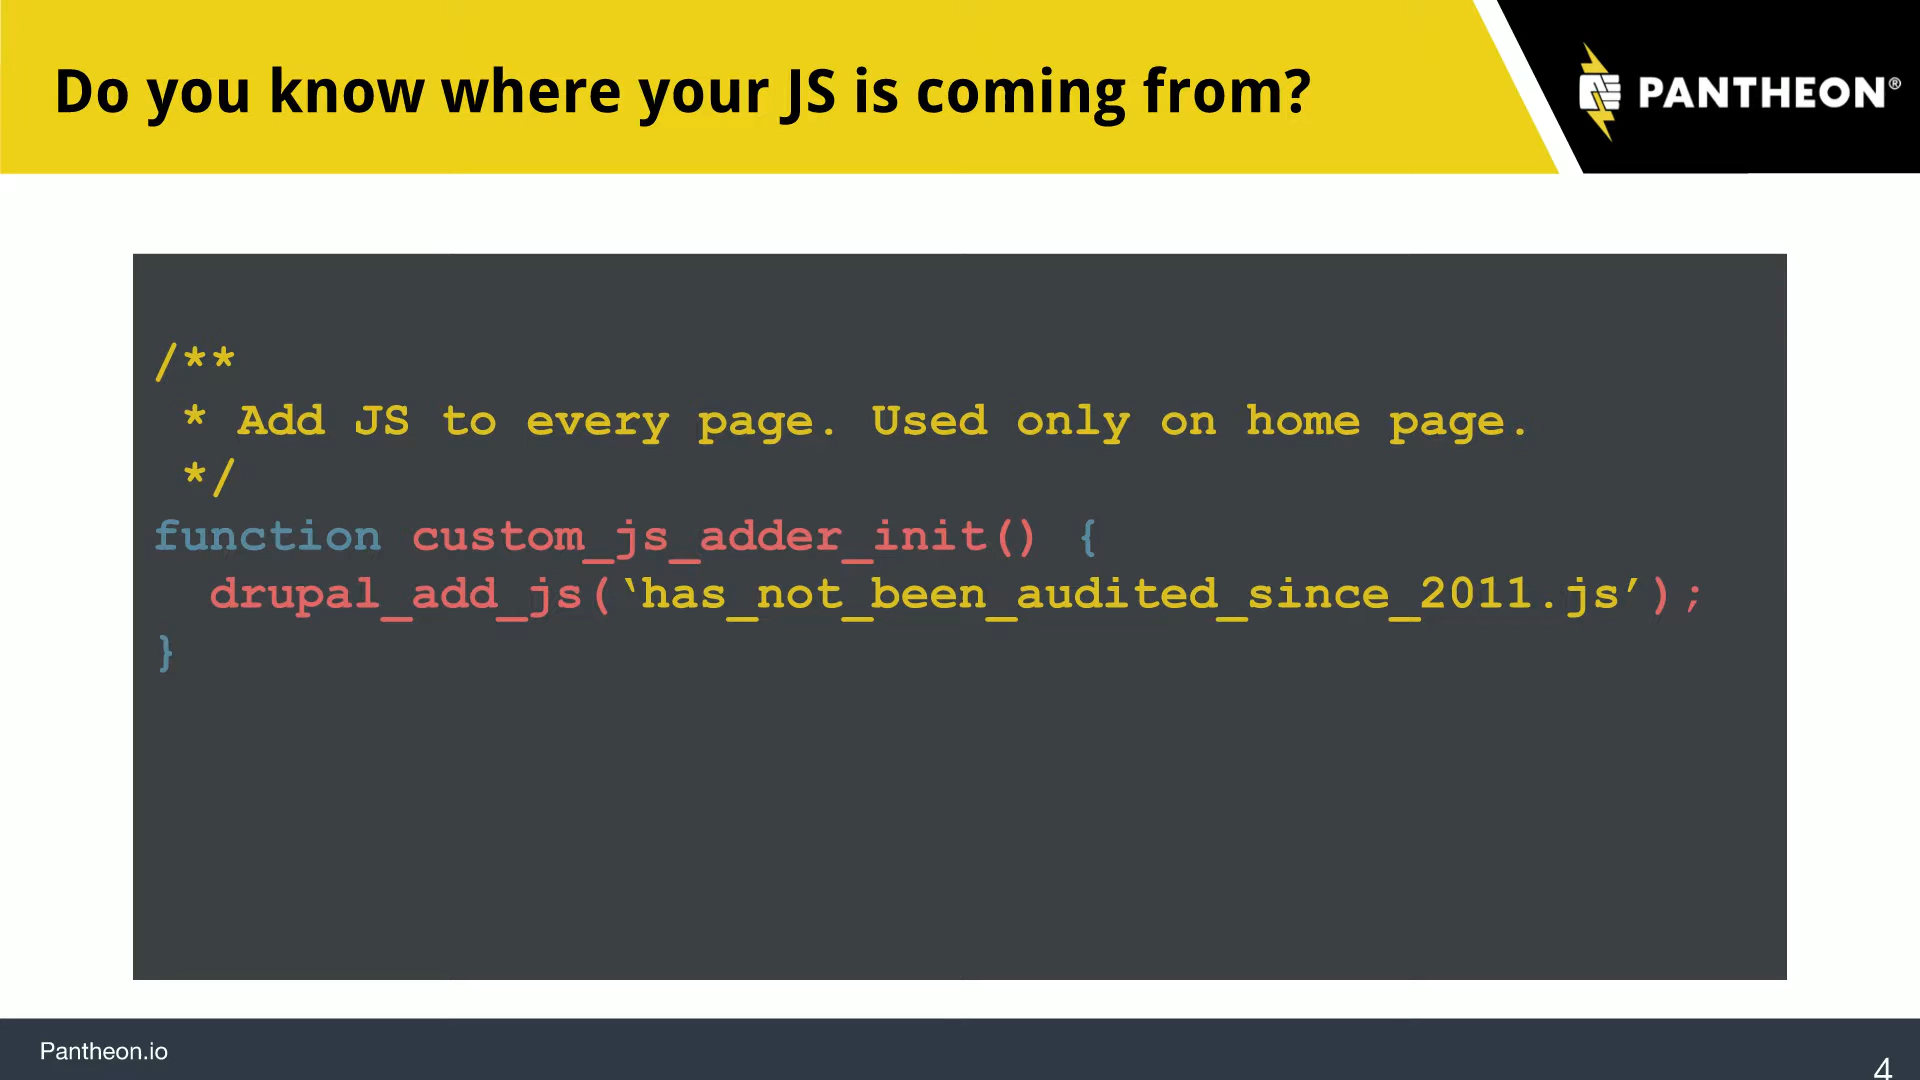 Do you know where your JS is coming from?
PANTHEON®
/**
 * Add JS to every page. Used only on home page.
 */
function custom_js_adder_init() {
  drupal_add_js(‘has_not_been_audited_since_2011.js’);
}
Pantheon.io
4